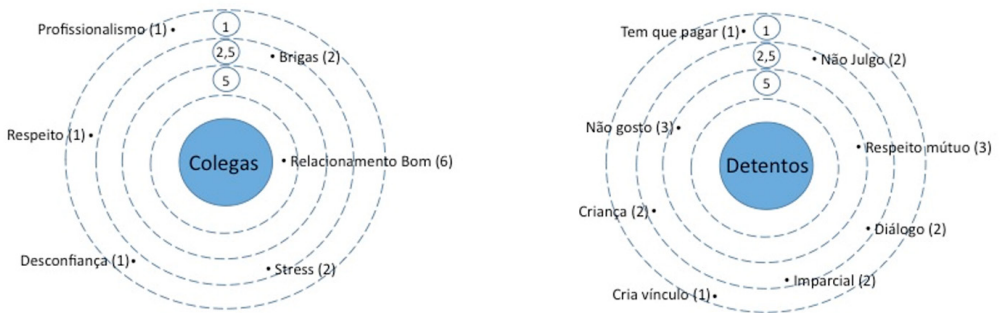 Profissionalismo (1)
1
2,5
Brigas (2)
5
Respeito (1)
Colegas
Relacionamento Bom (6)
Desconfiança (1)
Stress (2)
Tem que pagar (1)
1
2,5
Não Julgo (2)
5
Não gosto (3)
Respeito mútuo (3)
Detentos
Criança (2)
Diálogo (2)
Imparcial (2)
Cria vínculo (1)